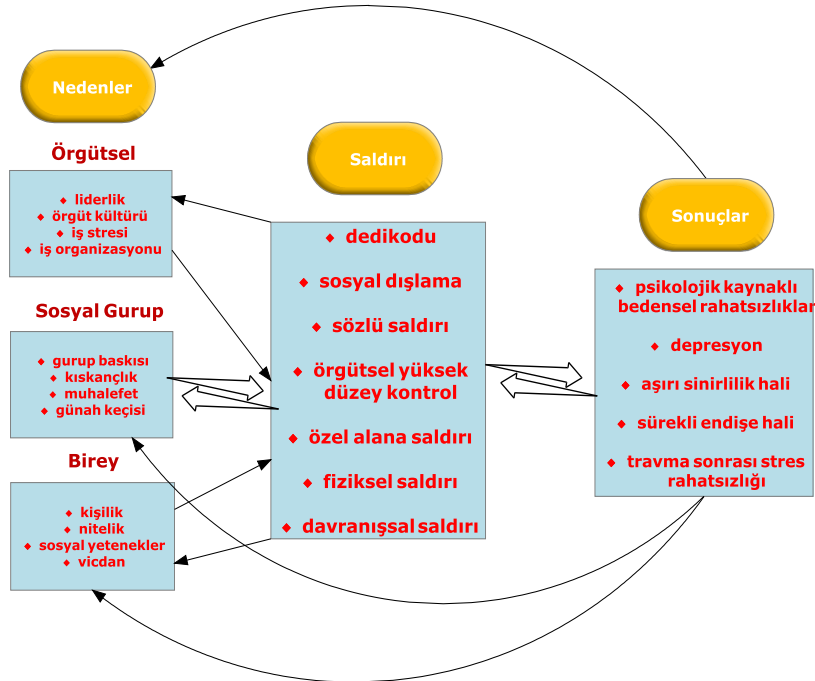 Nedenler
Örgütsel
◆ liderlik
◆ örgüt kültürü
◆ iş stresi
◆ iş organizasyonu
Sosyal Gurup
◆ gurup baskısı
◆ kıskançlık
◆ muhalefet
◆ günah keçisi
Birey
◆ kişilik
◆ nitelik
◆ sosyal yetenekler
◆ vicdan
Saldırı
◆ dedikodu
◆ sosyal dışlama
◆ sözlü saldırı
◆ örgütsel yüksek
düzey kontrol
◆ özel alana saldırı
◆ fiziksel saldırı
◆ davranışsal saldırı
Sonuçlar
◆ psikolojik kaynaklı
bedensel rahatsızlıklar
◆ depresyon
◆ aşırı sinirlilik hali
◆ sürekli endişe hali
◆ travma sonrası stres
rahatsızlığı